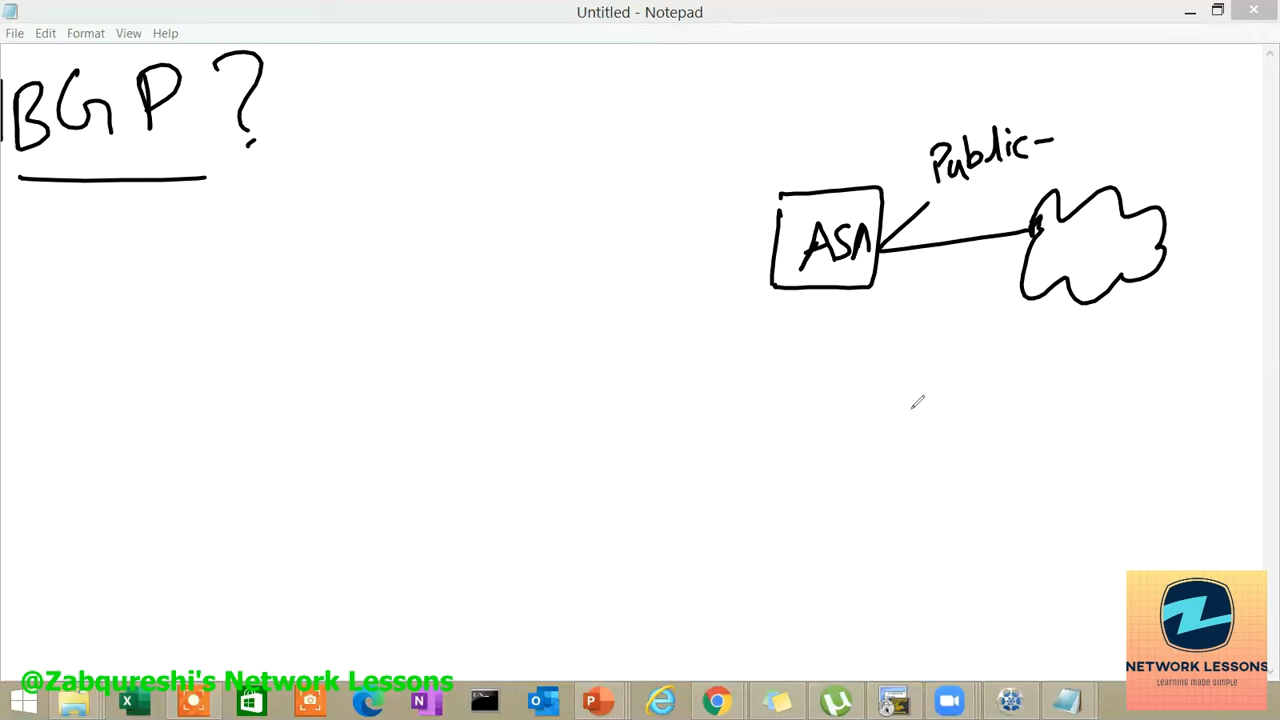 Untitled - Notepad
File Edit Format View Help
BGP?
Public-
ASA
NETWORK LESSONS
Learning made simple
@Zabqureshi's Network Lessons